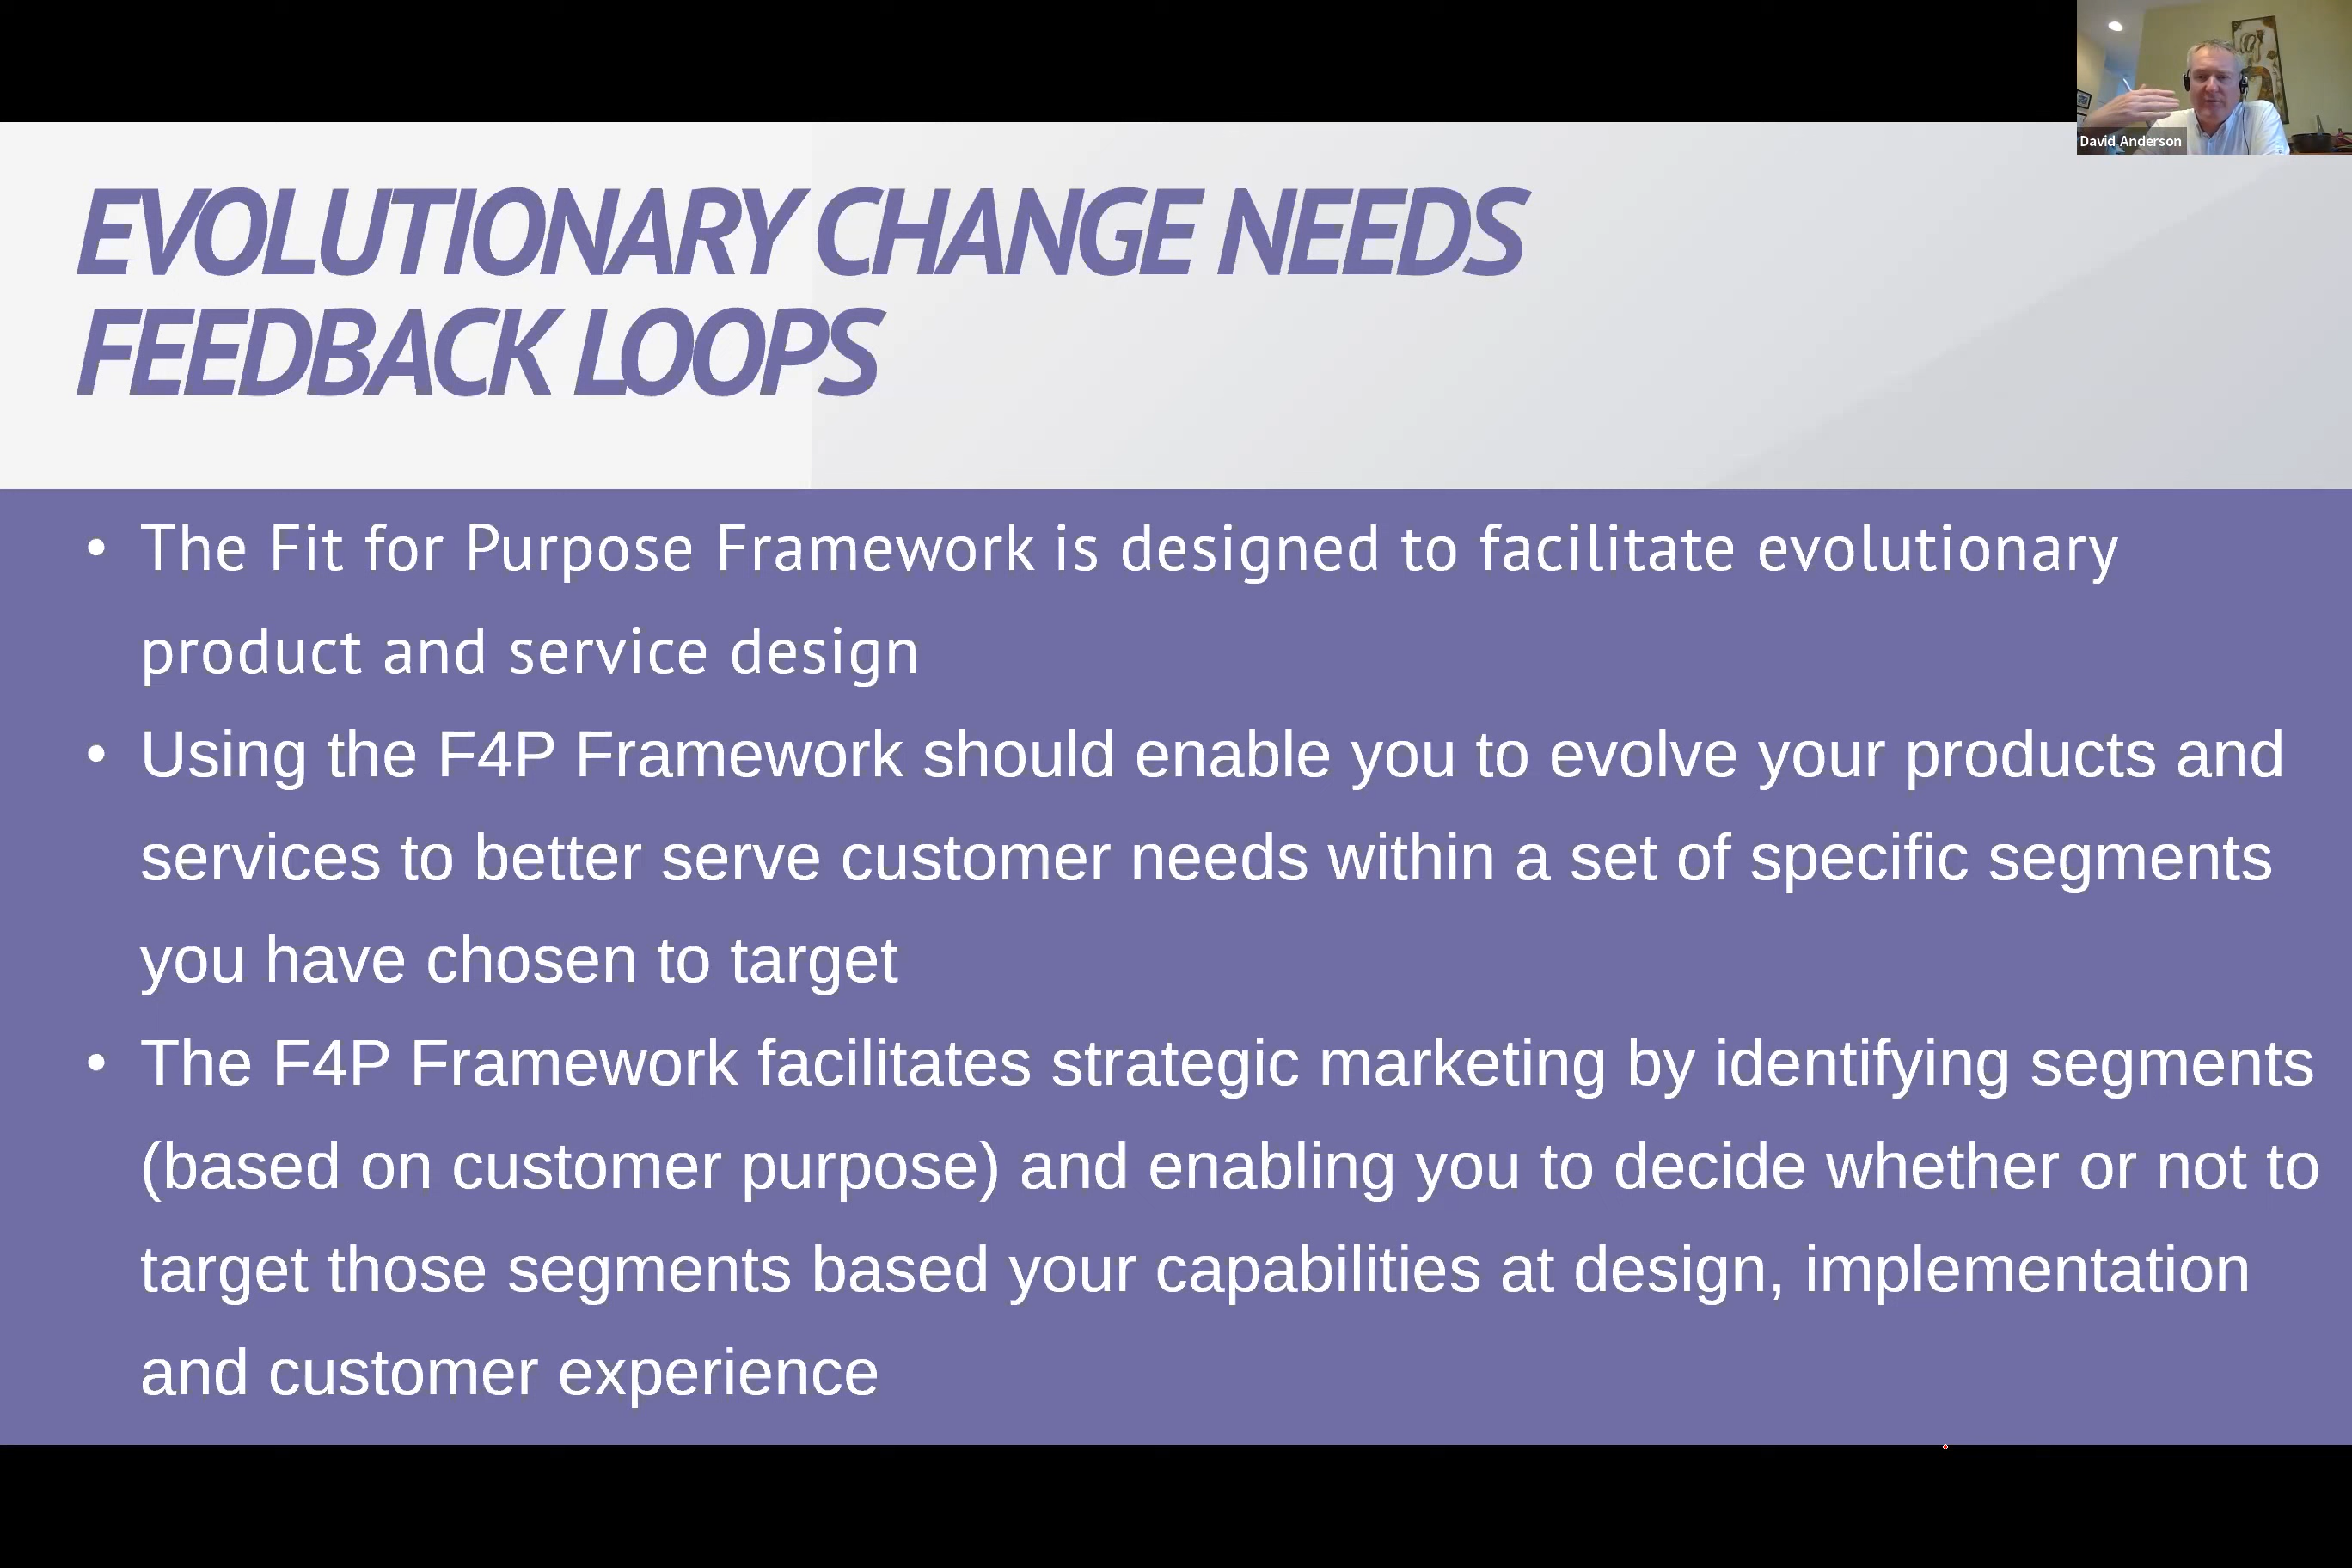 David Anderson
EVOLUTIONARY CHANGE NEEDS
FEEDBACK LOOPS
• The Fit for Purpose Framework is designed to facilitate evolutionary
product and service design
• Using the F4P Framework should enable you to evolve your products and
services to better serve customer needs within a set of specific segments
you have chosen to target
• The F4P Framework facilitates strategic marketing by identifying segments
(based on customer purpose) and enabling you to decide whether or not to
target those segments based your capabilities at design, implementation
and customer experience